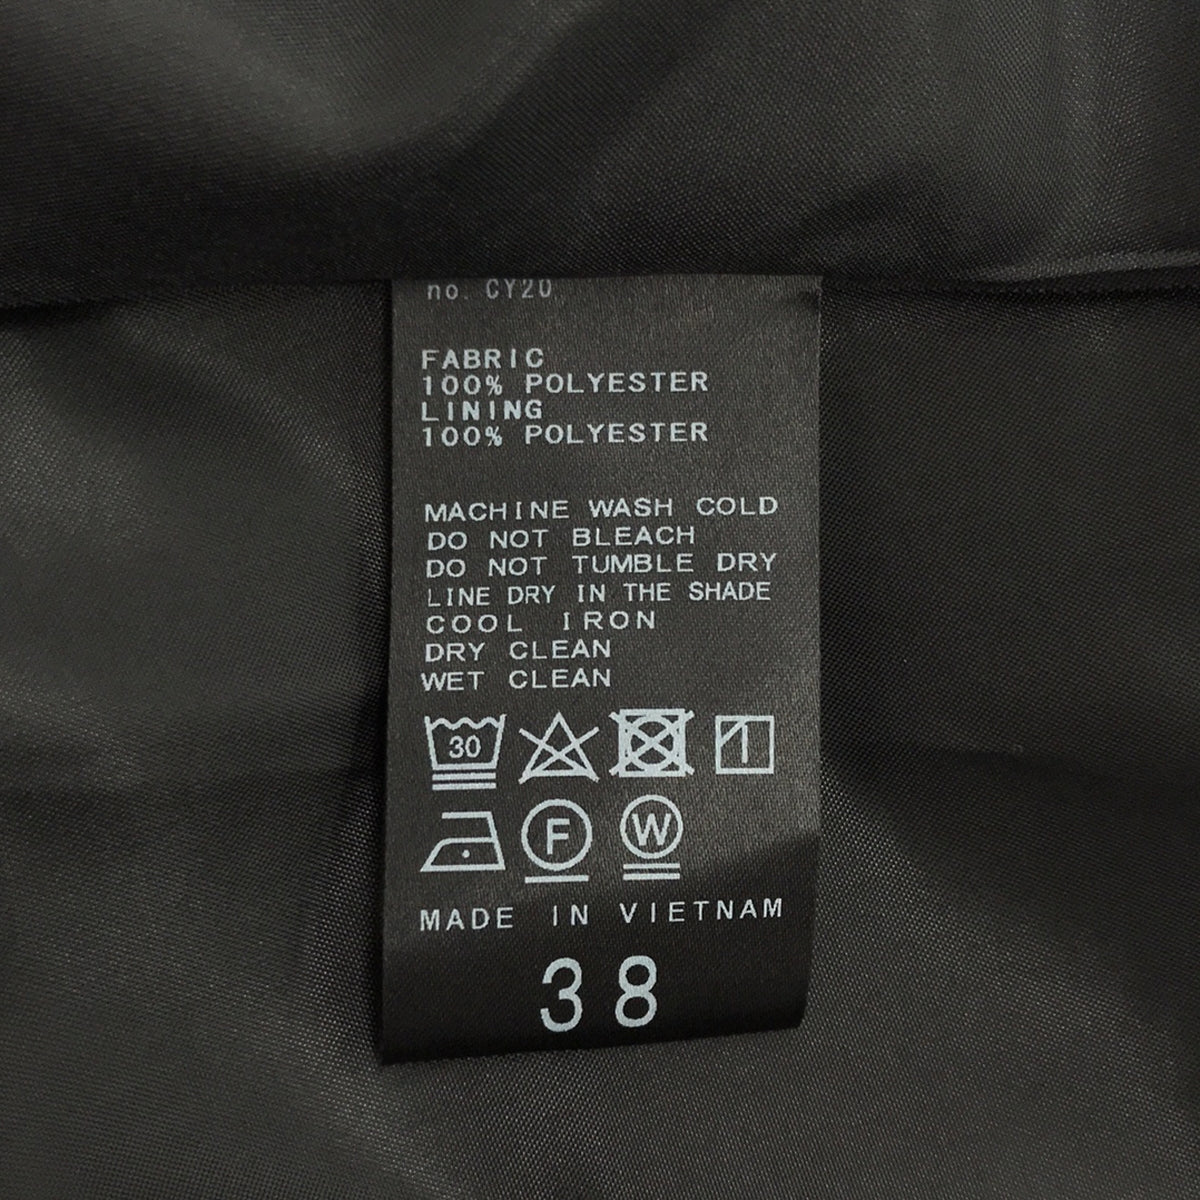 no. CY20
FABRIC
100% POLYESTER
LINING
100% POLYESTER
MACHINE WASH COLD
DO NOT BLEACH
DO NOT TUMBLE DRY
LINE DRY IN THE SHADE
COOL IRON
DRY CLEAN
WET CLEAN
30
F W
MADE IN VIETNAM
38